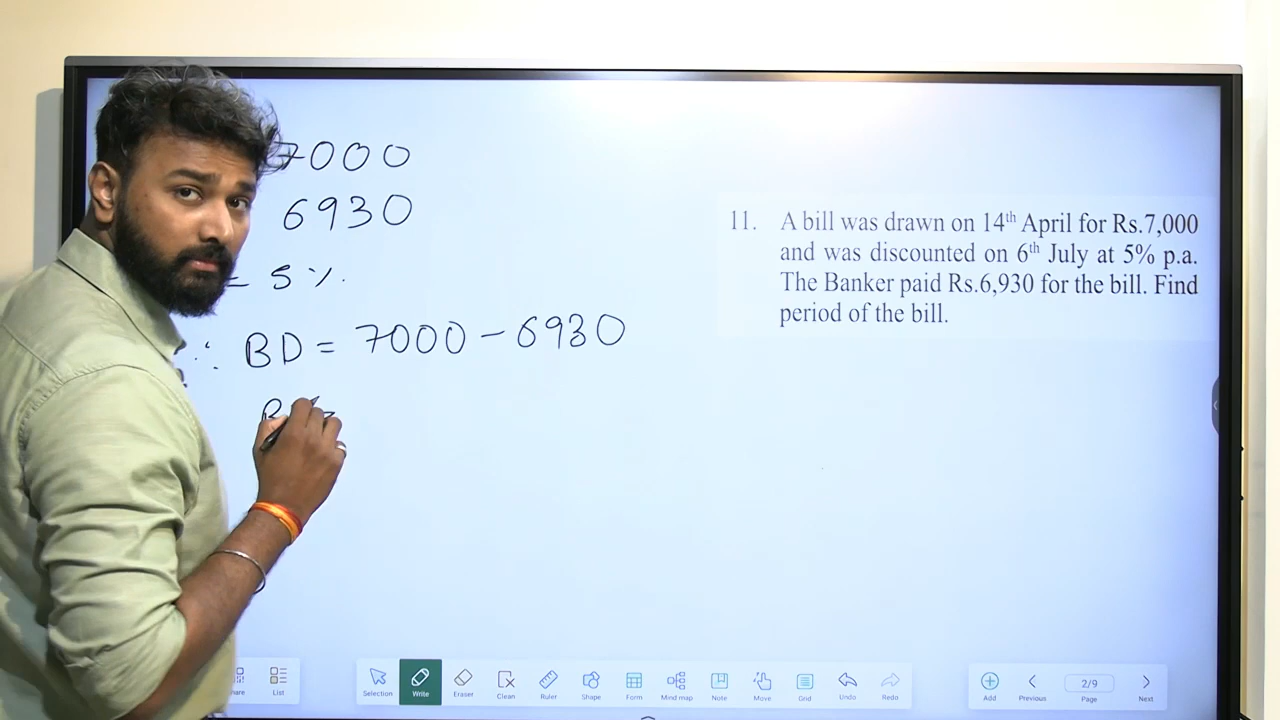 7000
6930
= 5 %.
∴ BD = 7000 - 6930
11. A bill was drawn on 14th April for Rs.7,000
and was discounted on 6th July at 5% p.a.
The Banker paid Rs.6,930 for the bill. Find
period of the bill.
List
Selection
Write
Eraser
Clean
Ruler
Shape
Form
Mind map
Note
Move
Grid
Undo
Redo
Add
Previous
2/9
Page
Next